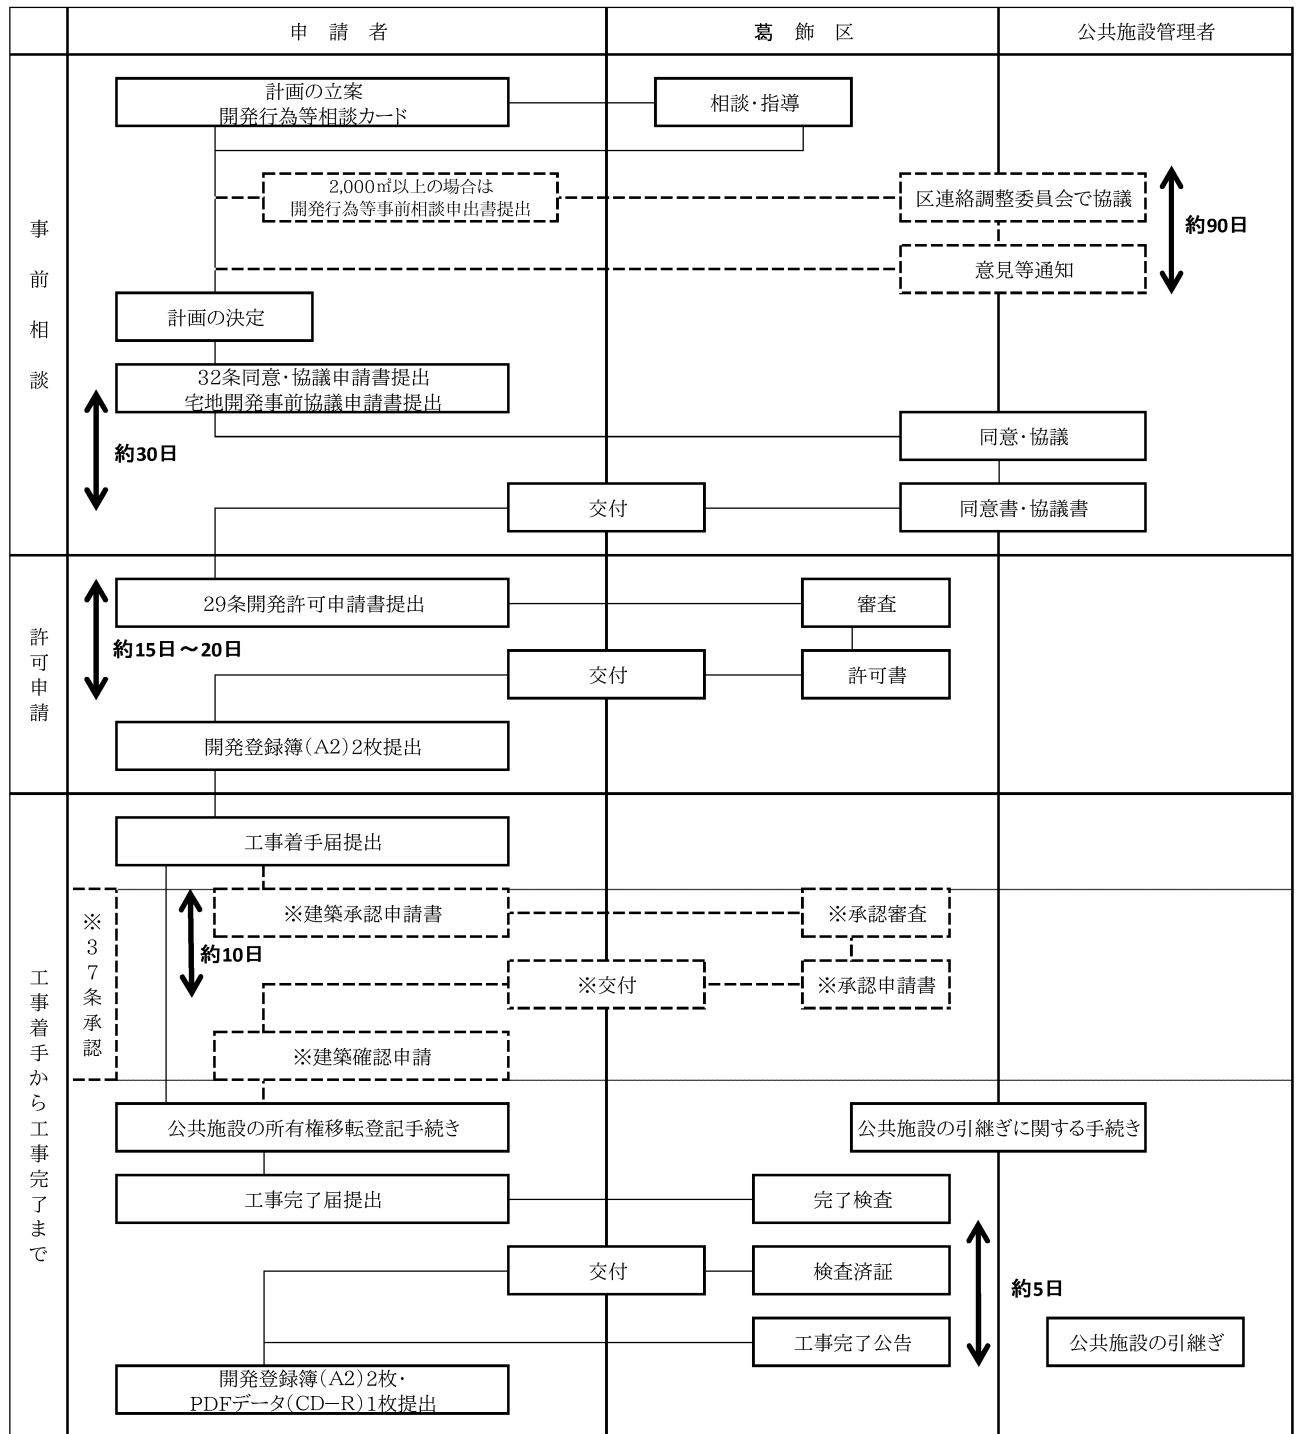 申 請 者
葛 飾 区
公共施設管理者
事前相談
計画の立案
開発行為等相談カード
相談・指導
2,000㎡以上の場合は
開発行為等事前相談申出書提出
区連絡調整委員会で協議
約90日
意見等通知
計画の決定
32条同意・協議申請書提出
宅地開発事前協議申請書提出
約30日
同意・協議
交付
同意書・協議書
許可申請
29条開発許可申請書提出
審査
約15日～20日
交付
許可書
開発登録簿(A2)2枚提出
工事着手から工事完了まで
工事着手届提出
※37条承認
※建築承認申請書
※承認審査
約10日
※交付
※承認申請書
※建築確認申請
公共施設の所有権移転登記手続き
公共施設の引継ぎに関する手続き
工事完了届提出
完了検査
交付
検査済証
約5日
工事完了公告
公共施設の引継ぎ
開発登録簿(A2)2枚・
PDFデータ(CD－R)1枚提出